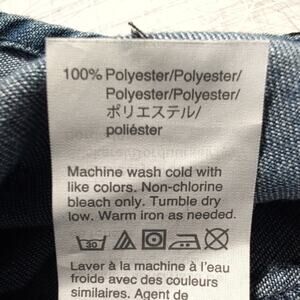 100% Polyester/Polyester/
Polyester/Polyester/
ポリエステル/
poliéster
Machine wash cold with
like colors. Non-chlorine
bleach only. Tumble dry
low. Warm iron as needed.
30
Laver à la machine à l'eau
froide avec des couleurs
similaires. Agent de